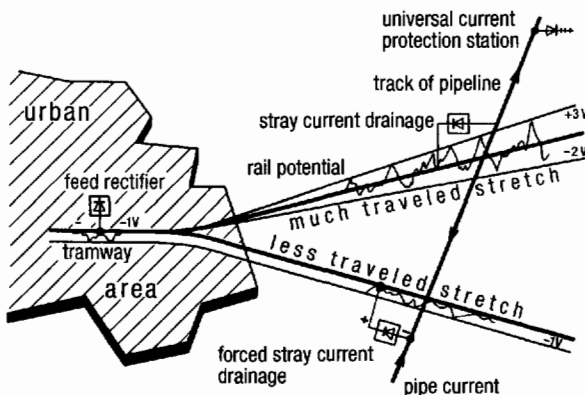 universal current
protection station
track of pipeline
urban
stray current drainage
+3V
-2V
rail potential
feed rectifier
much traveled stretch
- -1V
tramway
less traveled stretch
area
+ -
-1V
forced stray current
drainage
pipe current